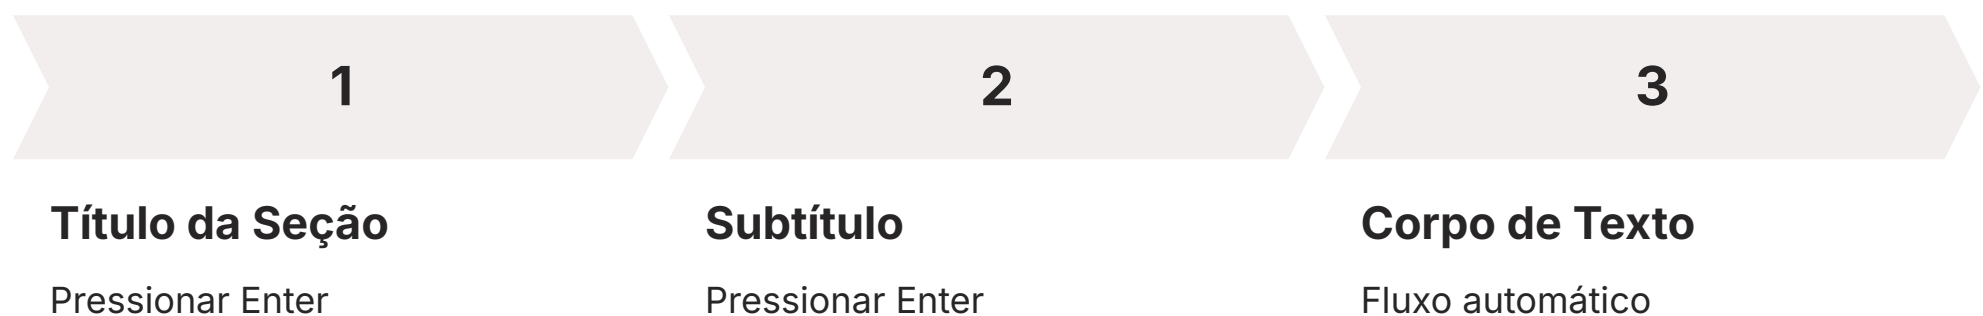 1
Título da Seção
Pressionar Enter
2
Subtítulo
Pressionar Enter
3
Corpo de Texto
Fluxo automático